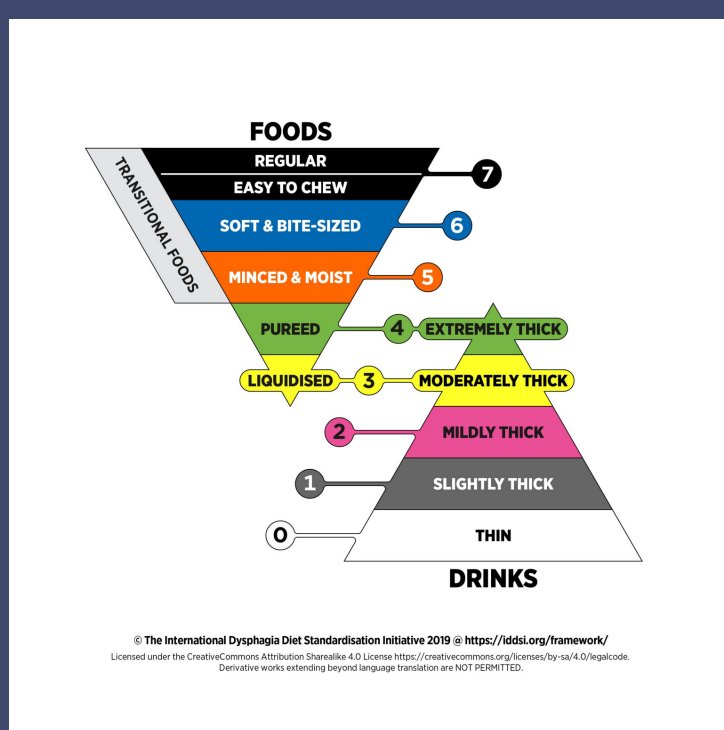 FOODS
REGULAR
EASY TO CHEW
7
TRANSITIONAL FOODS
SOFT & BITE-SIZED
6
MINCED & MOIST
5
PUREED
4
EXTREMELY THICK
LIQUIDISED
3
MODERATELY THICK
2
MILDLY THICK
1
SLIGHTLY THICK
0
THIN
DRINKS
© The International Dysphagia Diet Standardisation Initiative 2019 @ https://iddsi.org/framework/
Licensed under the CreativeCommons Attribution Sharealike 4.0 License https://creativecommons.org/licenses/by-sa/4.0/legalcode.
Derivative works extending beyond language translation are NOT PERMITTED.